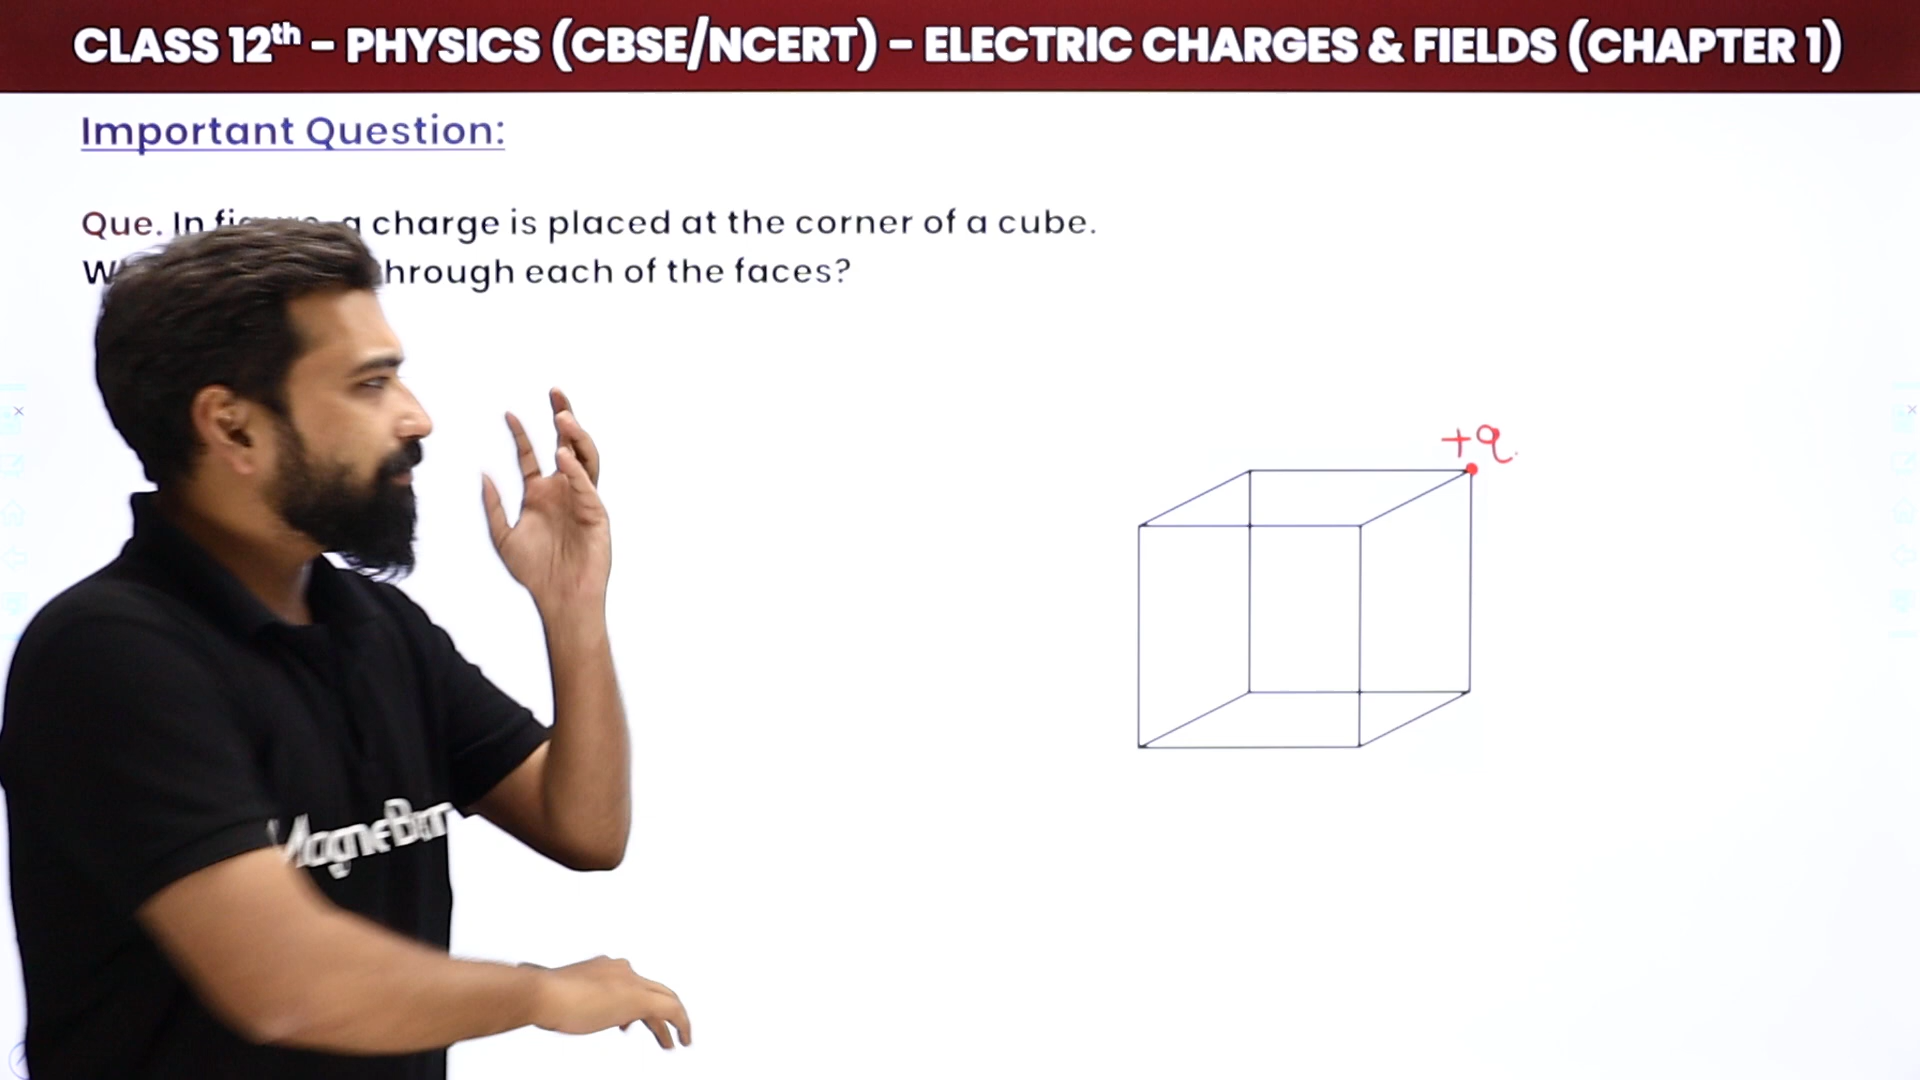 CLASS 12th – PHYSICS (CBSE/NCERT) – ELECTRIC CHARGES & FIELDS (CHAPTER 1)
Important Question:
Que. In a charge is placed at the corner of a cube.
through each of the faces?
+q